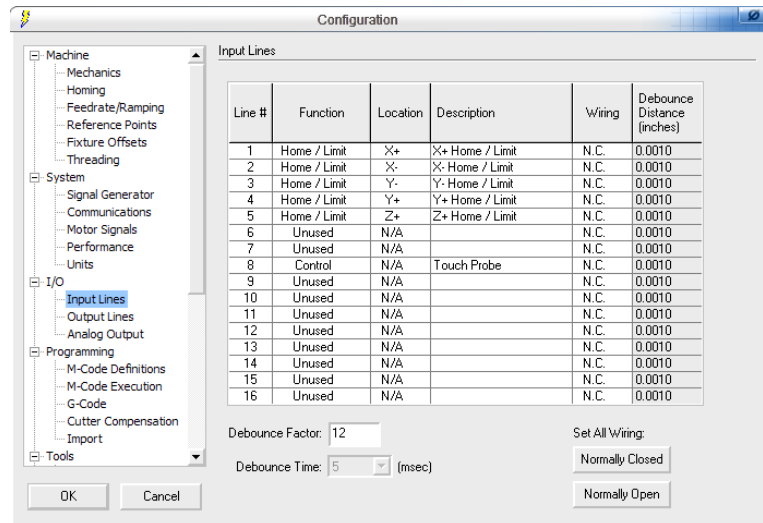 Configuration
Machine
Mechanics
Homing
Feedrate/Ramping
Reference Points
Fixture Offsets
Threading
System
Signal Generator
Communications
Motor Signals
Performance
Units
I/O
Input Lines
Output Lines
Analog Output
Programming
M-Code Definitions
M-Code Execution
G-Code
Cutter Compensation
Import
Tools
OK Cancel
Input Lines
Line # Function Location Description Wiring Debounce Distance (inches)
1 Home / Limit X+ X+ Home / Limit N.C. 0.0010
2 Home / Limit X- X- Home / Limit N.C. 0.0010
3 Home / Limit Y- Y- Home / Limit N.C. 0.0010
4 Home / Limit Y+ Y+ Home / Limit N.C. 0.0010
5 Home / Limit Z+ Z+ Home / Limit N.C. 0.0010
6 Unused N/A N.C. 0.0010
7 Unused N/A N.C. 0.0010
8 Control N/A Touch Probe N.C. 0.0010
9 Unused N/A N.C. 0.0010
10 Unused N/A N.C. 0.0010
11 Unused N/A N.C. 0.0010
12 Unused N/A N.C. 0.0010
13 Unused N/A N.C. 0.0010
14 Unused N/A N.C. 0.0010
15 Unused N/A N.C. 0.0010
16 Unused N/A N.C. 0.0010
Debounce Factor: 12
Debounce Time: 5 (msec)
Set All Wiring:
Normally Closed
Normally Open